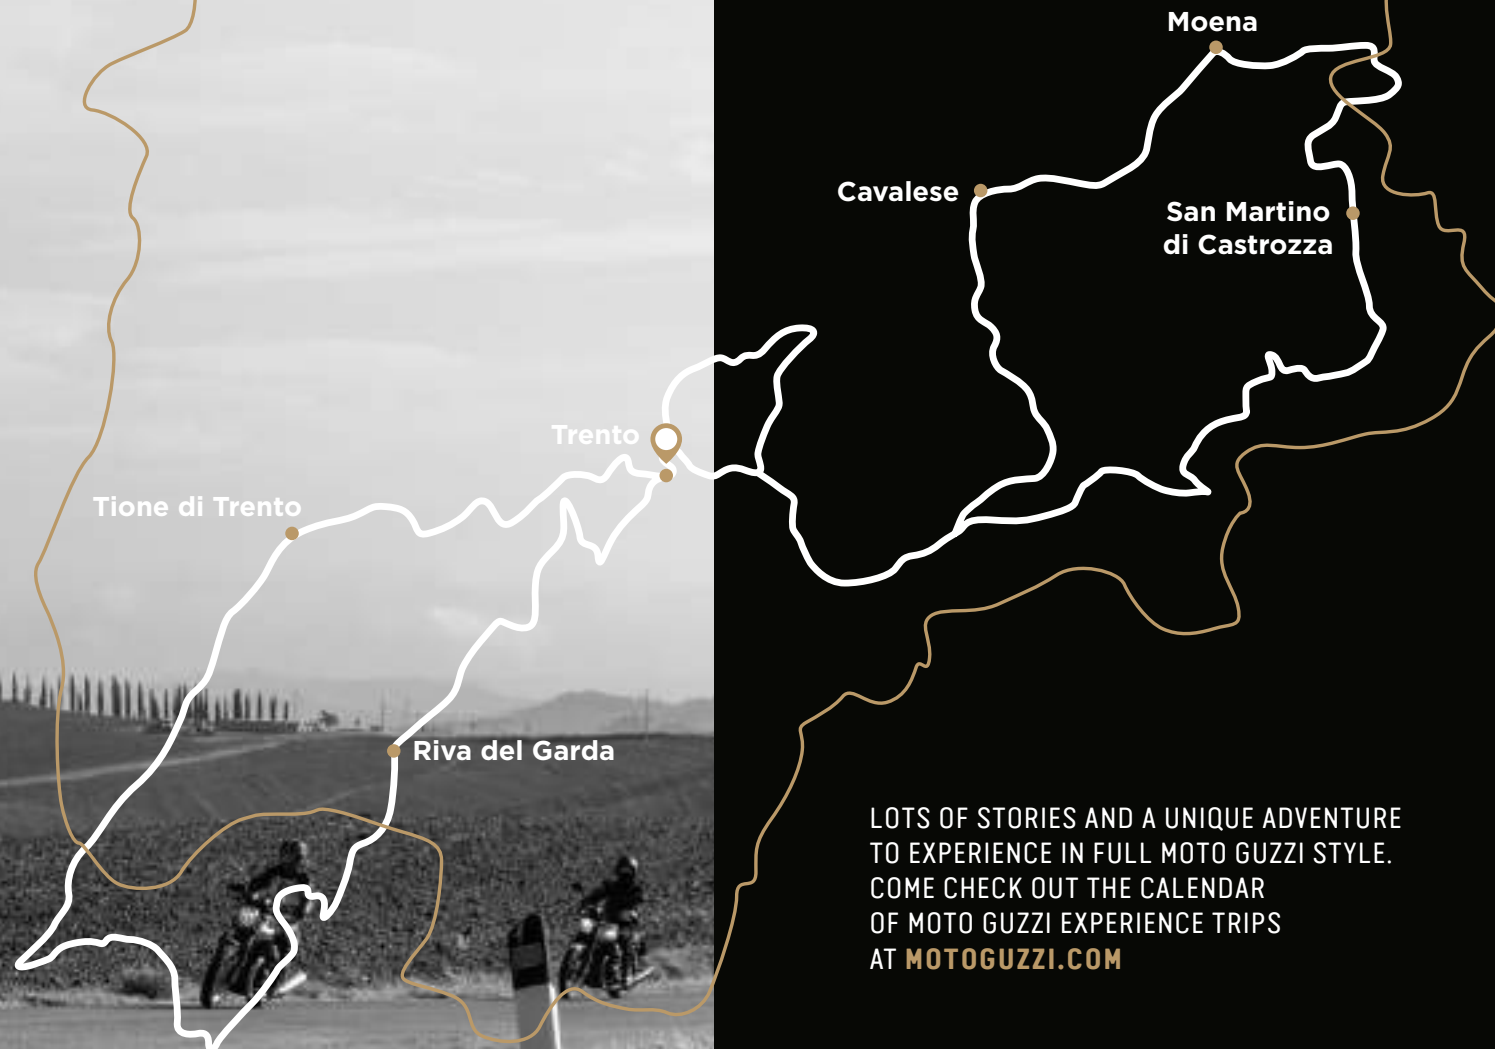 Moena
Cavalese
San Martino
di Castrozza
Trento
Tione di Trento
Riva del Garda
LOTS OF STORIES AND A UNIQUE ADVENTURE
TO EXPERIENCE IN FULL MOTO GUZZI STYLE.
COME CHECK OUT THE CALENDAR
OF MOTO GUZZI EXPERIENCE TRIPS
AT MOTOGUZZI.COM